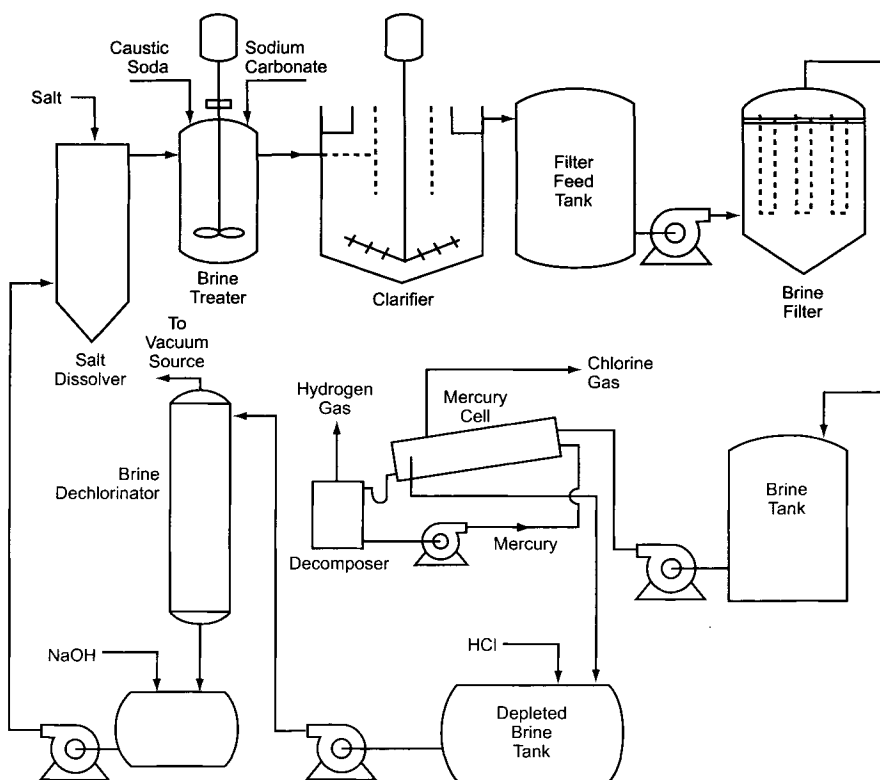 Caustic
Soda
Sodium
Carbonate
Salt
Filter
Feed
Tank
Brine
Treater
Clarifier
Brine
Filter
Salt
Dissolver
To
Vacuum
Source
Hydrogen
Gas
Mercury
Cell
Chlorine
Gas
Brine
Dechlorinator
Brine
Tank
Decomposer
Mercury
NaOH
HCl
Depleted
Brine
Tank